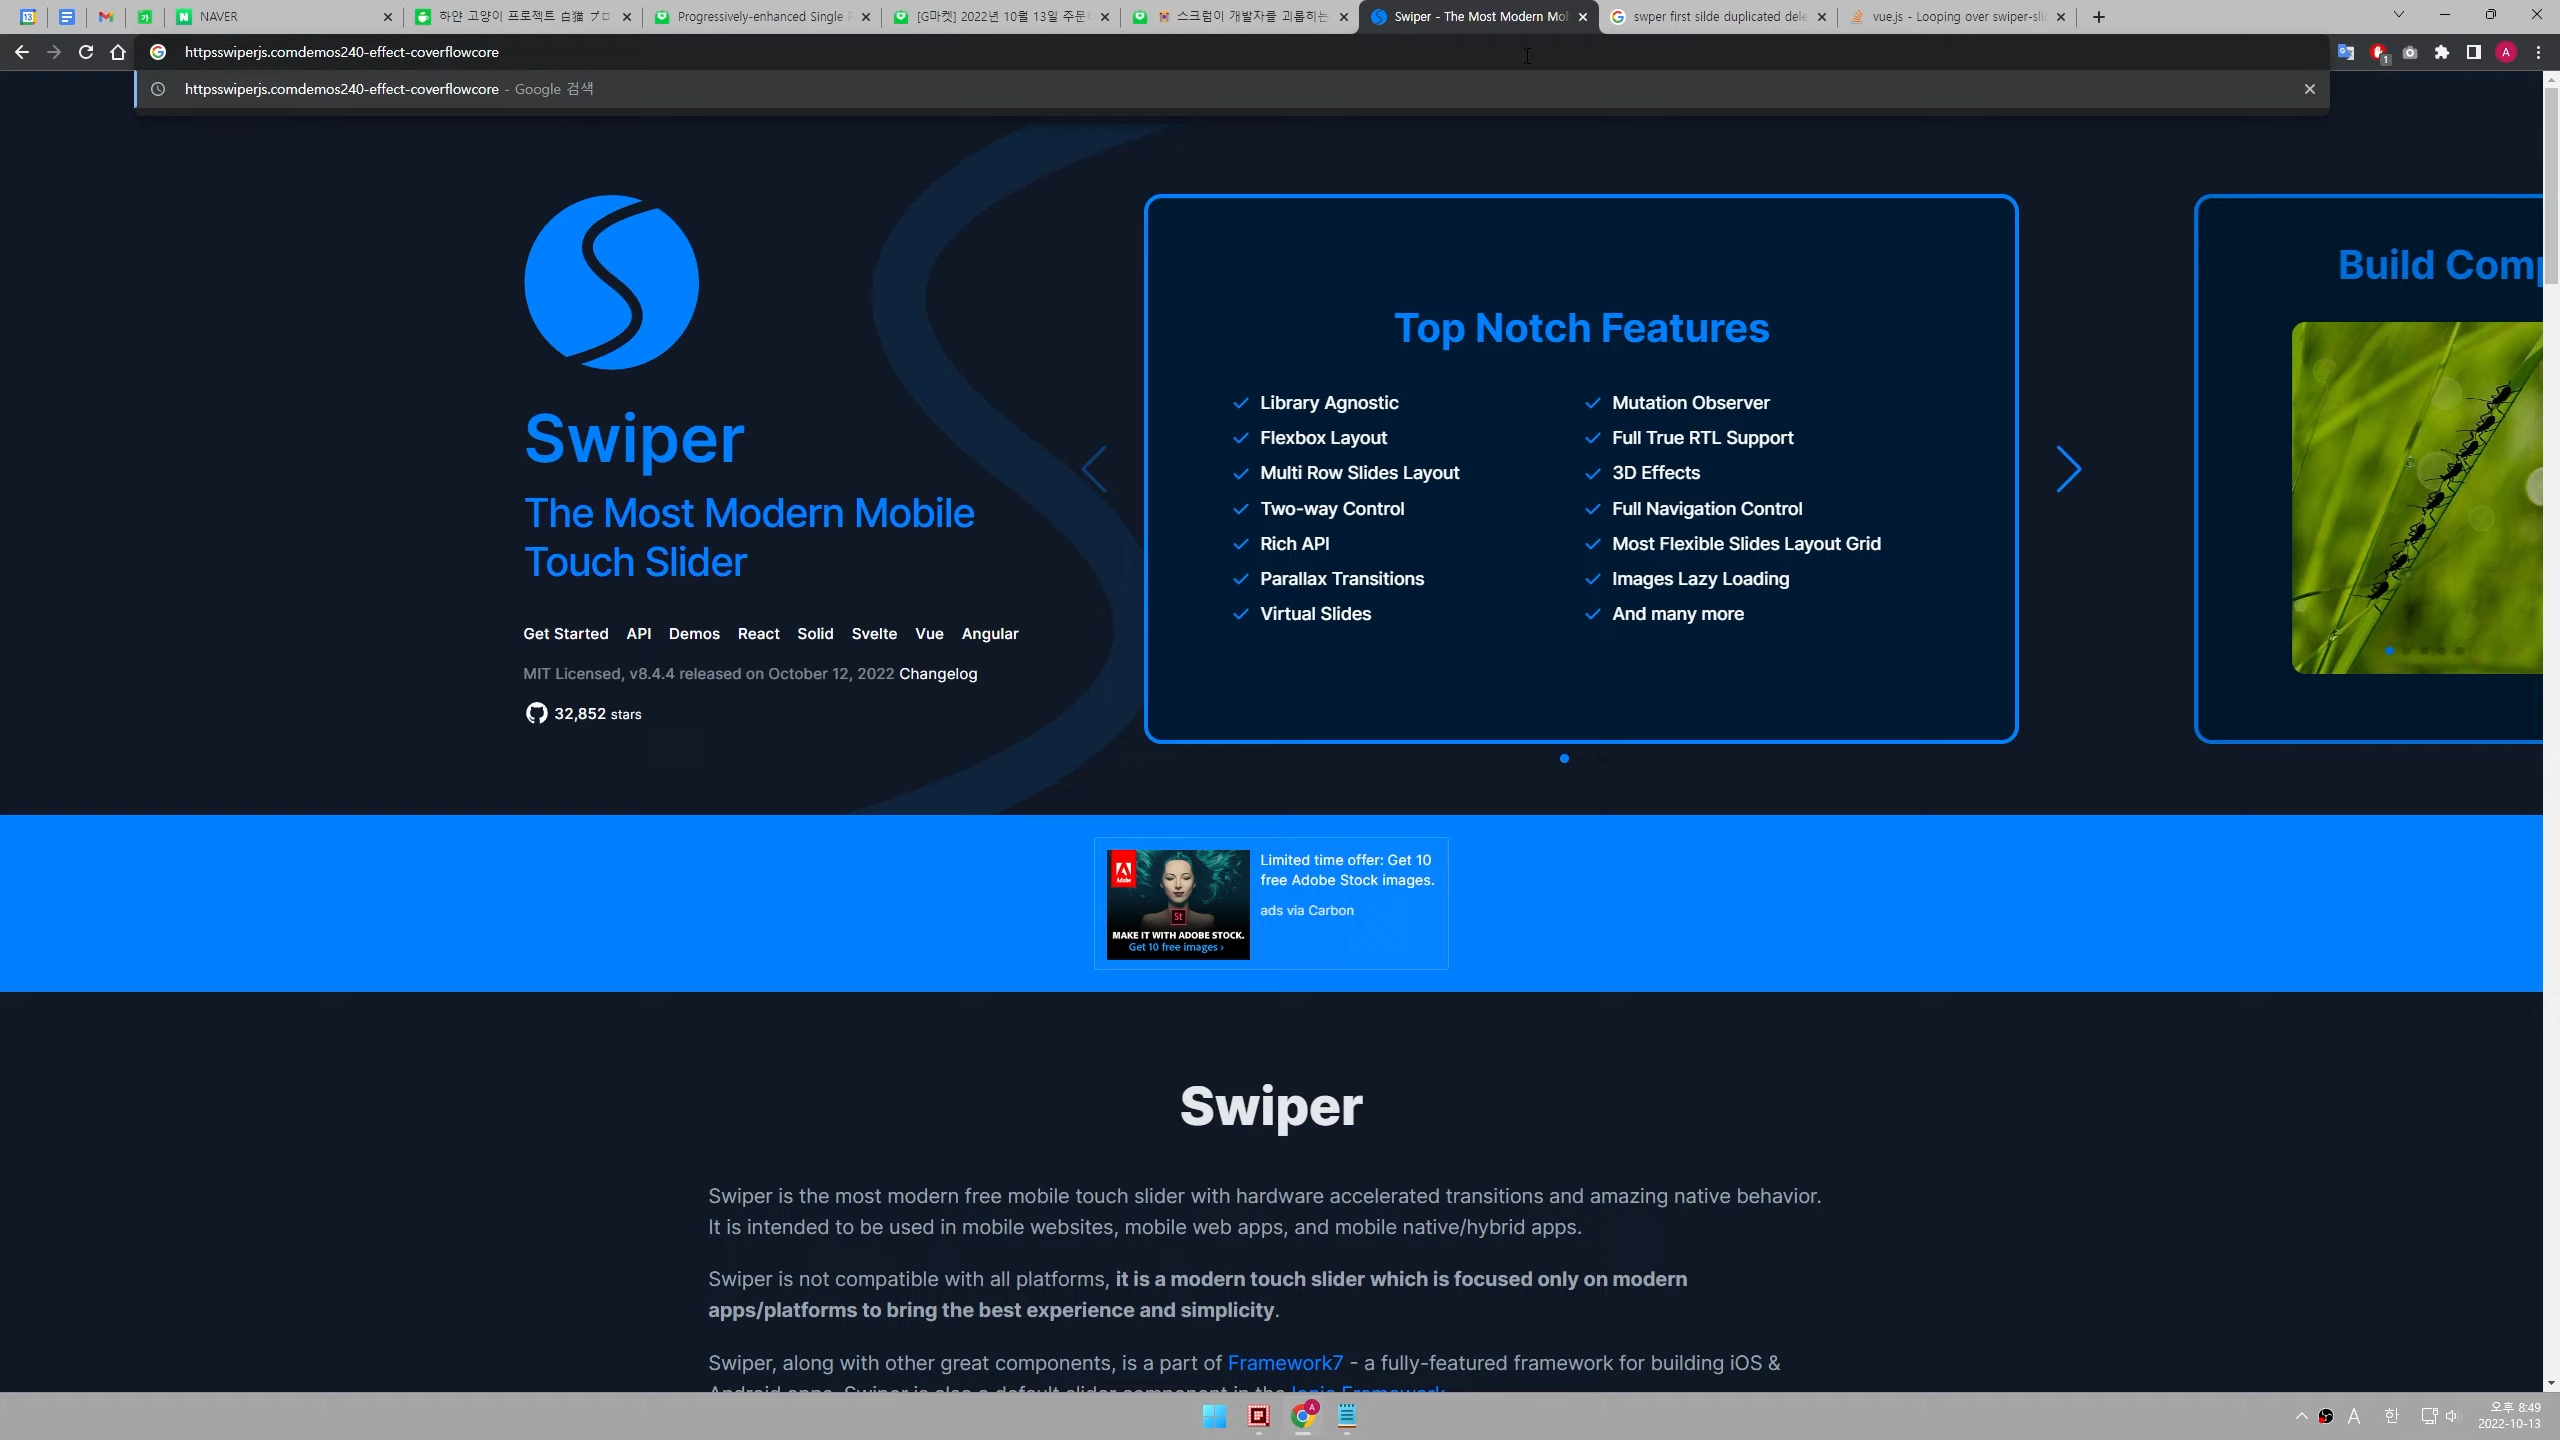 NAVER
하얀 고양이 프로젝트 白猫 プロ
Progressively-enhanced Single
[G마켓] 2022년 10월 13일 주문
스크럼이 개발자를 괴롭히는
Swiper - The Most Modern Mo
swper first silde duplicated dele
vue.js - Looping over swiper-sli
httpsswiperjs.comdemos240-effect-coverflowcore
A
1
httpsswiperjs.comdemos240-effect-coverflowcore - Google 검색
Swiper
The Most Modern Mobile
Touch Slider
Get Started API Demos React Solid Svelte Vue Angular
MIT Licensed, v8.4.4 released on October 12, 2022 Changelog
32,852 stars
Top Notch Features
Library Agnostic
Flexbox Layout
Multi Row Slides Layout
Two-way Control
Rich API
Parallax Transitions
Virtual Slides
Mutation Observer
Full True RTL Support
3D Effects
Full Navigation Control
Most Flexible Slides Layout Grid
Images Lazy Loading
And many more
Build Comp
Adobe
St
MAKE IT WITH ADOBE STOCK.
Get 10 free images ›
Limited time offer: Get 10
free Adobe Stock images.
ads via Carbon
Swiper
Swiper is the most modern free mobile touch slider with hardware accelerated transitions and amazing native behavior.
It is intended to be used in mobile websites, mobile web apps, and mobile native/hybrid apps.
Swiper is not compatible with all platforms, it is a modern touch slider which is focused only on modern
apps/platforms to bring the best experience and simplicity.
Swiper, along with other great components, is a part of Framework7 - a fully-featured framework for building iOS &
Android apps. Swiper is also a default slider component in the Ionic Framework.
A 한
오후 8:49
2022-10-13